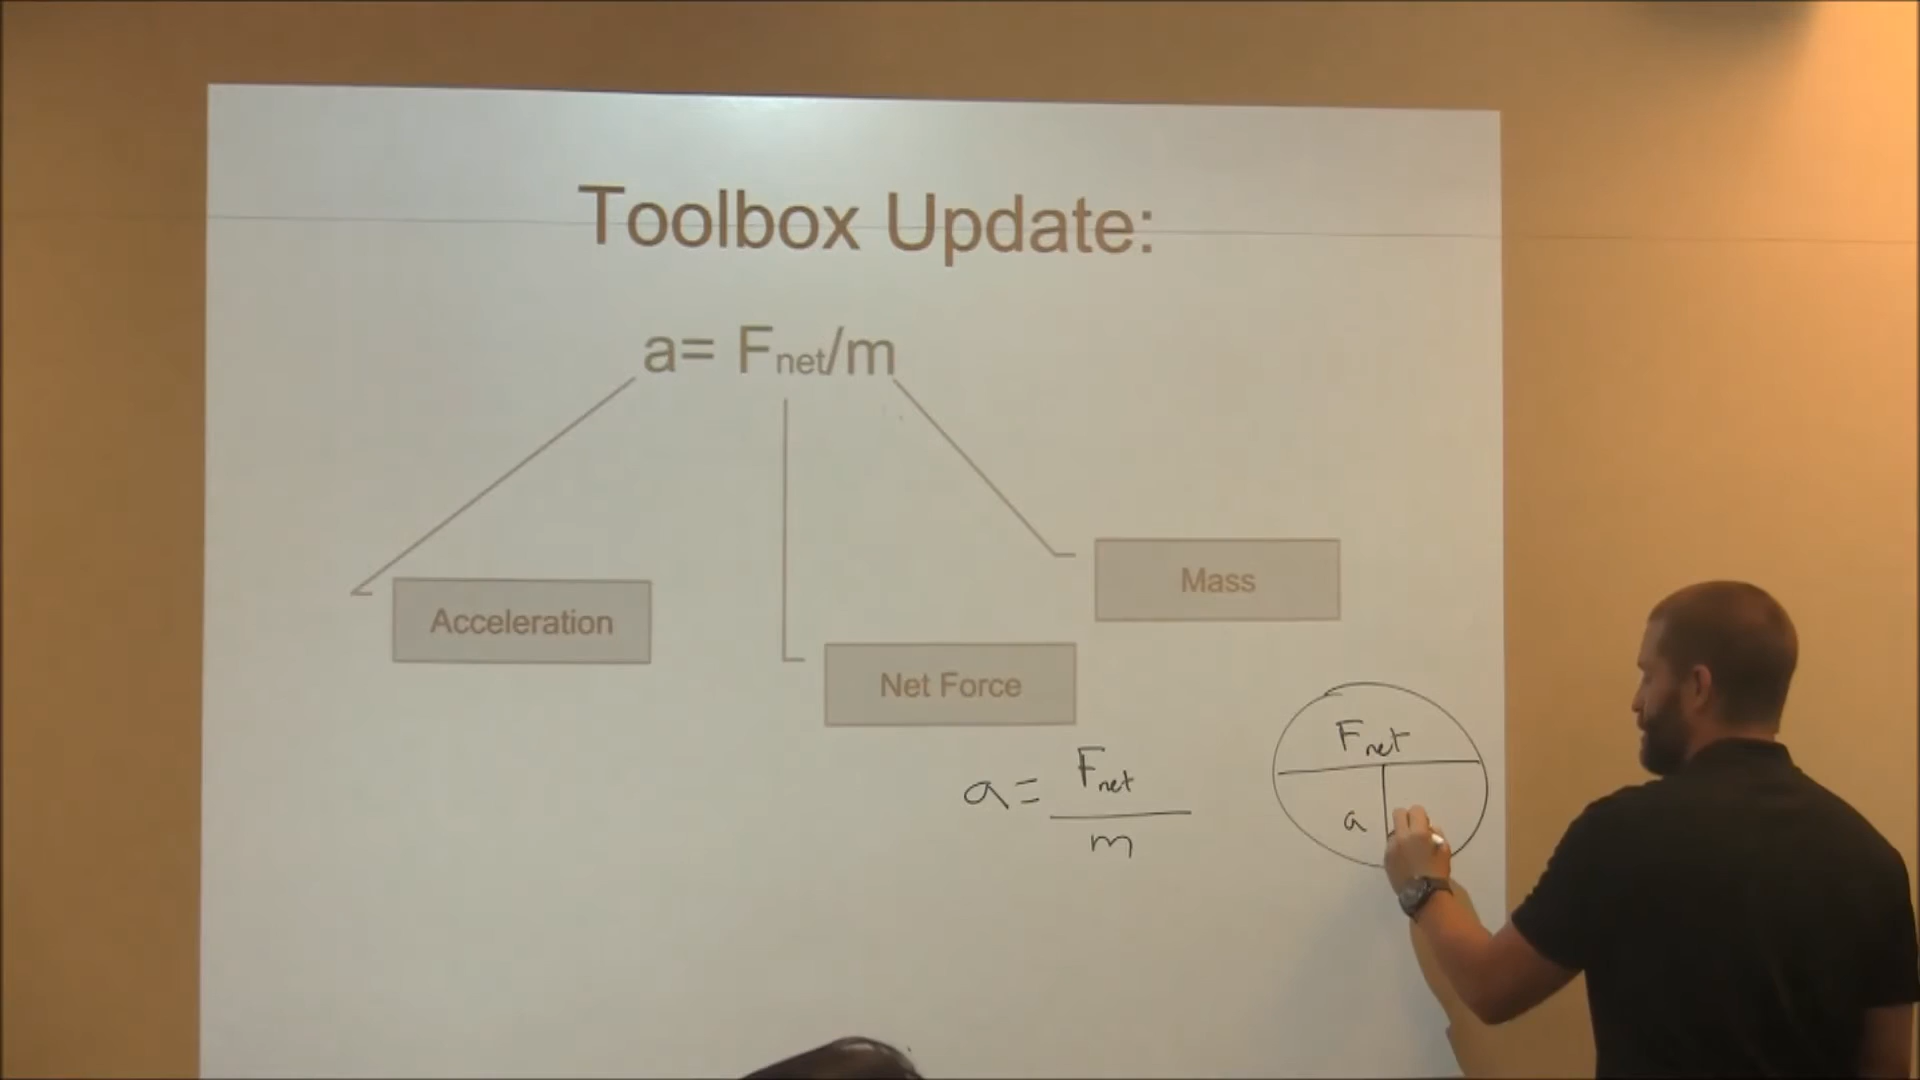 Toolbox Update:
a= Fnet/m
Acceleration
Mass
Net Force
a = Fnet
m
Fnet
a